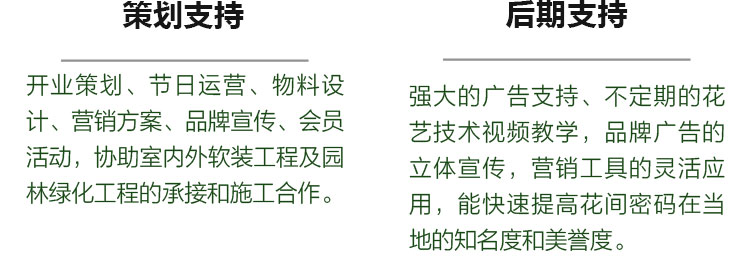 策划支持
开业策划、节日运营、物料设
计、营销方案、品牌宣传、会员
活动，协助室内外软装工程及园
林绿化工程的承接和施工合作。
后期支持
强大的广告支持、不定期的花
艺技术视频教学，品牌广告的
立体宣传，营销工具的灵活应
用，能快速提高花间密码在当
地的知名度和美誉度。